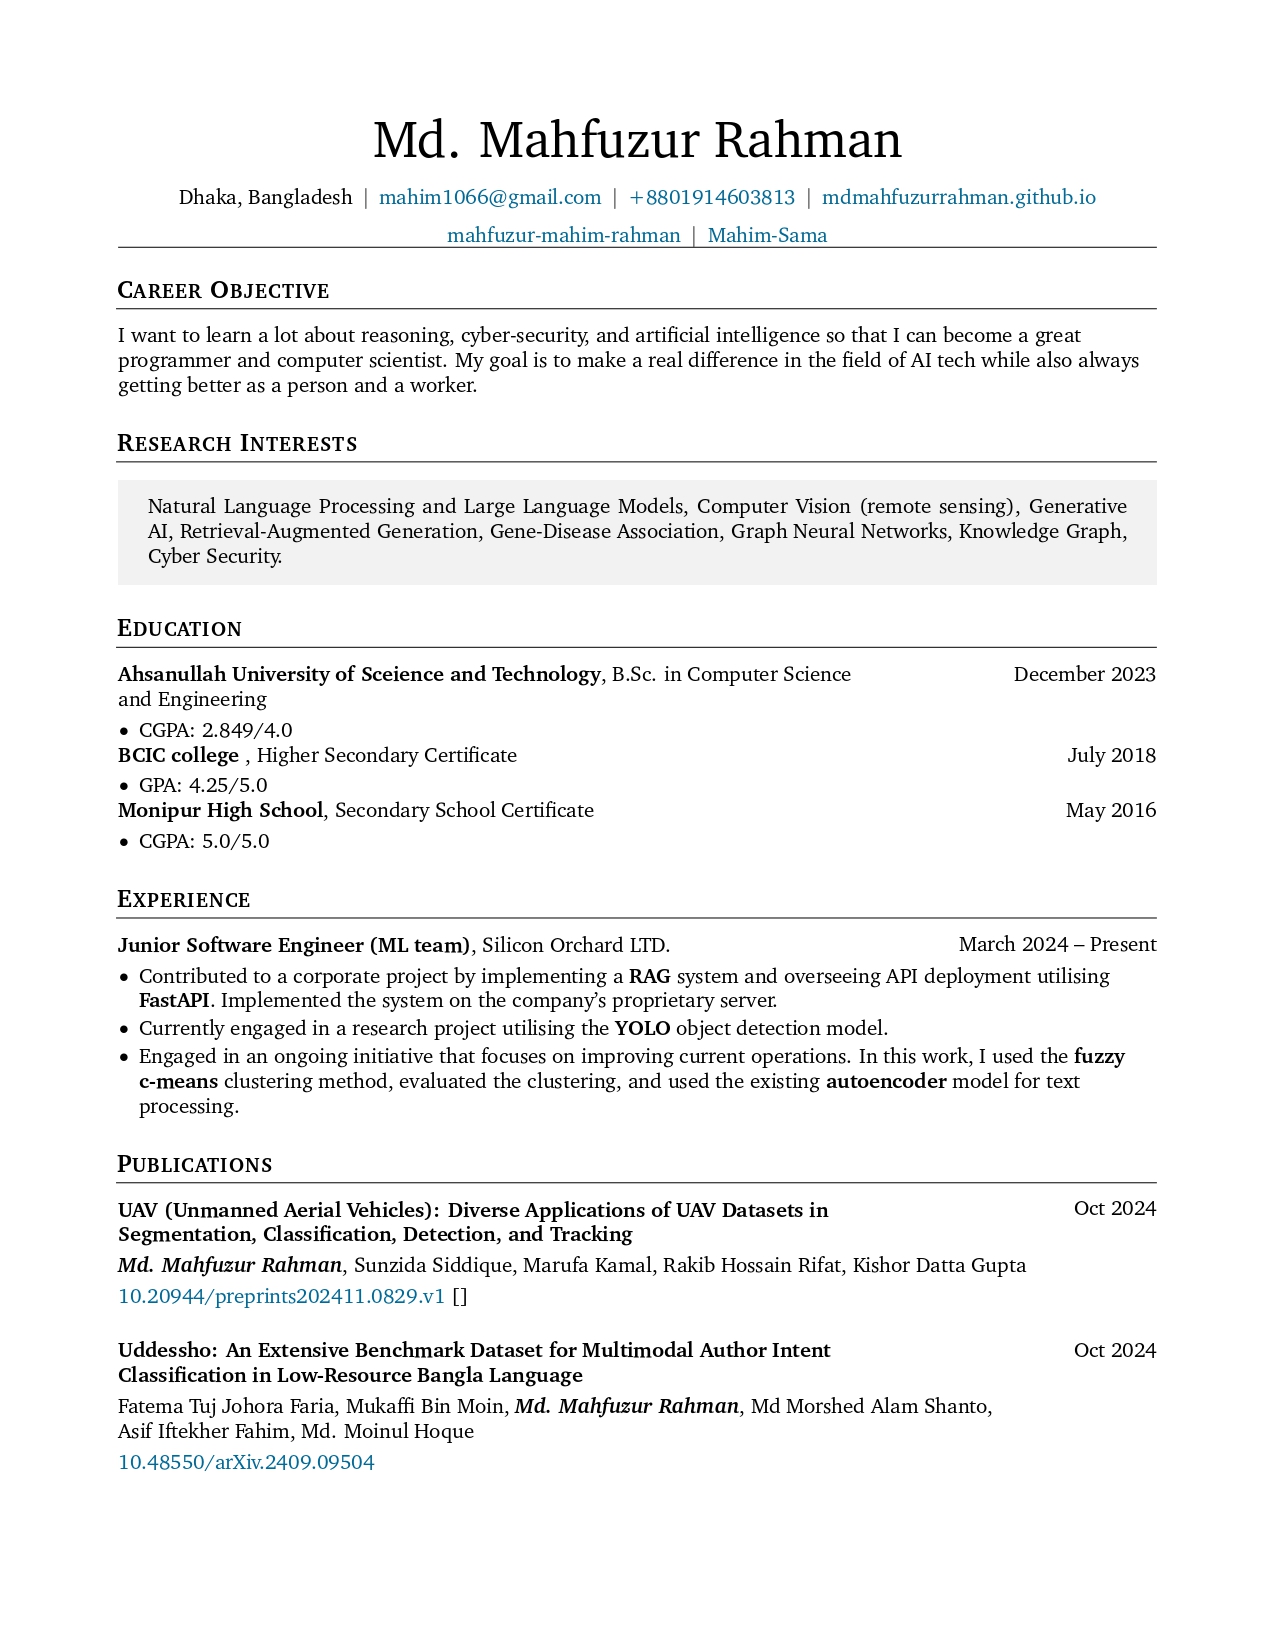 Md. Mahfuzur Rahman
Dhaka, Bangladesh | mahim1066@gmail.com | +8801914603813 | mdmahfuzurrahman.github.io
mahfuzur-mahim-rahman | Mahim-Sama
Career Objective
I want to learn a lot about reasoning, cyber-security, and artificial intelligence so that I can become a great
programmer and computer scientist. My goal is to make a real difference in the field of AI tech while also always
getting better as a person and a worker.
Research Interests
Natural Language Processing and Large Language Models, Computer Vision (remote sensing), Generative
AI, Retrieval-Augmented Generation, Gene-Disease Association, Graph Neural Networks, Knowledge Graph,
Cyber Security.
Education
Ahsanullah University of Sceience and Technology, B.Sc. in Computer Science December 2023
and Engineering
• CGPA: 2.849/4.0
BCIC college , Higher Secondary Certificate July 2018
• GPA: 4.25/5.0
Monipur High School, Secondary School Certificate May 2016
• CGPA: 5.0/5.0
Experience
Junior Software Engineer (ML team), Silicon Orchard LTD. March 2024 – Present
• Contributed to a corporate project by implementing a RAG system and overseeing API deployment utilising
FastAPI. Implemented the system on the company's proprietary server.
• Currently engaged in a research project utilising the YOLO object detection model.
• Engaged in an ongoing initiative that focuses on improving current operations. In this work, I used the fuzzy
c-means clustering method, evaluated the clustering, and used the existing autoencoder model for text
processing.
Publications
UAV (Unmanned Aerial Vehicles): Diverse Applications of UAV Datasets in Oct 2024
Segmentation, Classification, Detection, and Tracking
Md. Mahfuzur Rahman, Sunzida Siddique, Marufa Kamal, Rakib Hossain Rifat, Kishor Datta Gupta
10.20944/preprints202411.0829.v1 []
Uddessho: An Extensive Benchmark Dataset for Multimodal Author Intent Oct 2024
Classification in Low-Resource Bangla Language
Fatema Tuj Johora Faria, Mukaffi Bin Moin, Md. Mahfuzur Rahman, Md Morshed Alam Shanto,
Asif Iftekher Fahim, Md. Moinul Hoque
10.48550/arXiv.2409.09504